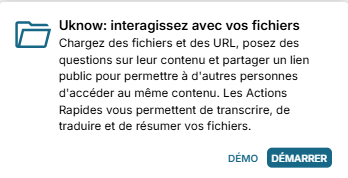 Uknow: interagissez avec vos fichiers
Chargez des fichiers et des URL, posez des
questions sur leur contenu et partager un lien
public pour permettre à d'autres personnes
d'accéder au même contenu. Les Actions
Rapides vous permettent de transcrire, de
traduire et de résumer vos fichiers.
DÉMO DÉMARRER